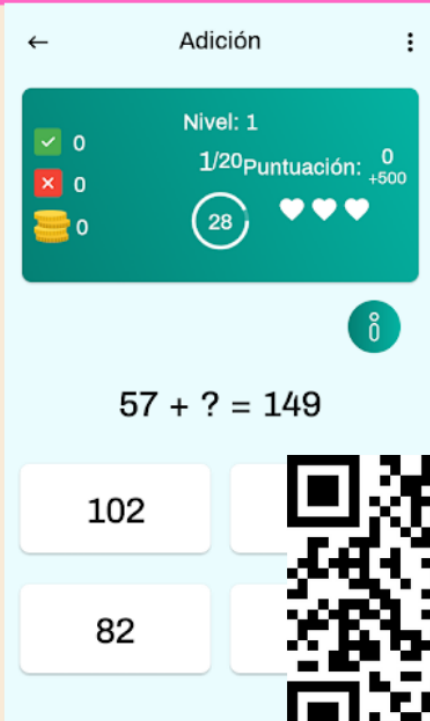 Adición
Nivel: 1
0
1/20
Puntuación: 0
+500
0
28
0
57 + ? = 149
102
82